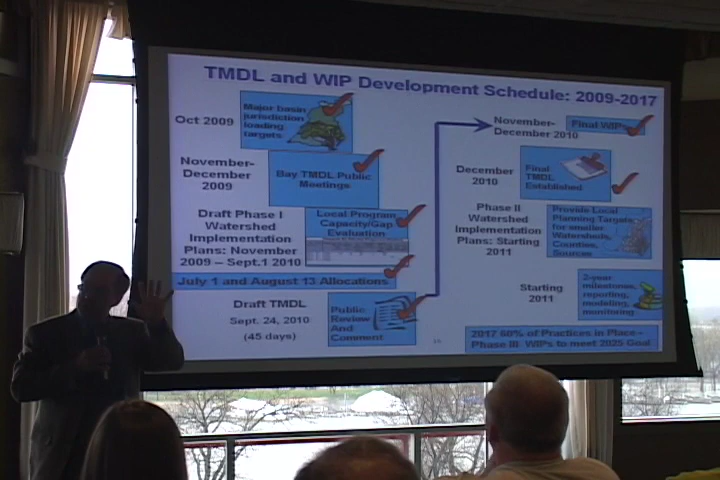 TMDL and WIP Development Schedule: 2009-2017
Oct 2009
Major basin
jurisdiction
loading
targets
November-
December
2009
Bay TMDL Public
Meetings
Draft Phase I
Watershed
Implementation
Plans: November
2009 – Sept.1 2010
Local Program
Capacity/Gap
Evaluation
July 1 and August 13 Allocations
Draft TMDL
Sept. 24, 2010
(45 days)
Public
Review
And
Comment
November-
December 2010
Final WIPs
December
2010
Final
TMDL
Established
Phase II
Watershed
Implementation
Plans: Starting
2011
Provide Local
Planning Targets
for smaller
Watersheds,
Counties,
Sources
Starting
2011
2-year
milestones,
reporting,
modeling,
monitoring
2017 60% of Practices in Place–
Phase III WIPs to meet 2025 Goal